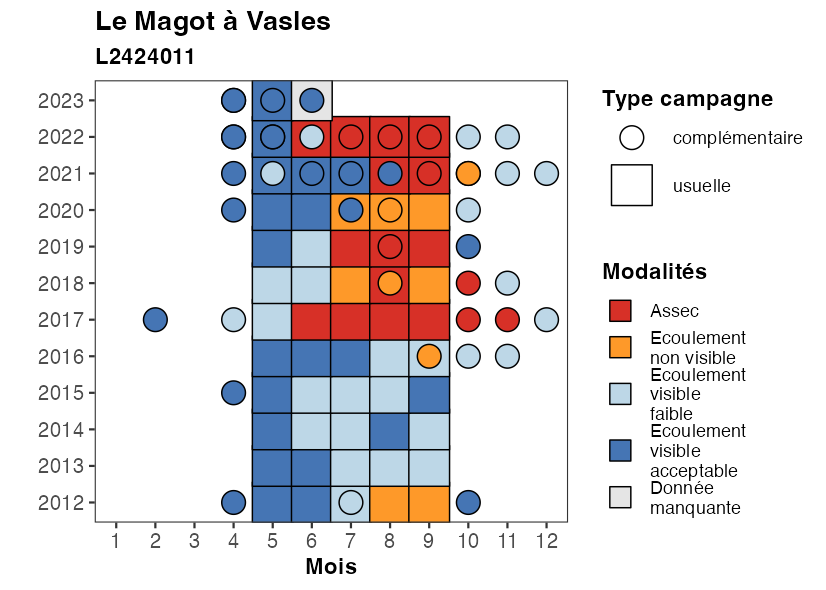 Le Magot à Vasles
L2424011
2023
2022
2021
2020
2019
2018
2017
2016
2015
2014
2013
2012
1 2 3 4 5 6 7 8 9 10 11 12
Mois
Type campagne
complémentaire
usuelle
Modalités
Assec
Ecoulement
non visible
Ecoulement
visible
faible
Ecoulement
visible
acceptable
Donnée
manquante